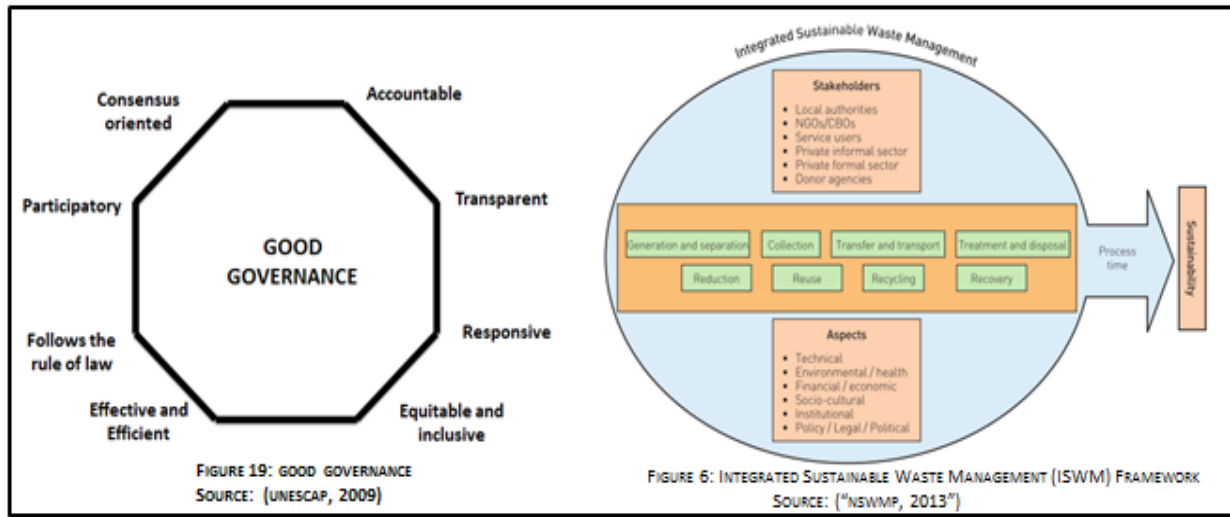 Consensus
oriented
Accountable
Participatory
Transparent
GOOD
GOVERNANCE
Follows the
rule of law
Responsive
Effective and
Efficient
Equitable and
inclusive
FIGURE 19: GOOD GOVERNANCE
SOURCE: (UNESCAP, 2009)
Integrated Sustainable Waste Management
Stakeholders
• Local authorities
• NGOs/CBOs
• Service users
• Private informal sector
• Private formal sector
• Donor agencies
Generation and separation
Collection
Transfer and transport
Treatment and disposal
Reduction
Reuse
Recycling
Recovery
Aspects
• Technical
• Environmental / health
• Financial / economic
• Socio-cultural
• Institutional
• Policy / Legal / Political
Process
time
Sustainability
FIGURE 6: INTEGRATED SUSTAINABLE WASTE MANAGEMENT (ISWM) FRAMEWORK
SOURCE: ("NSWMP, 2013")